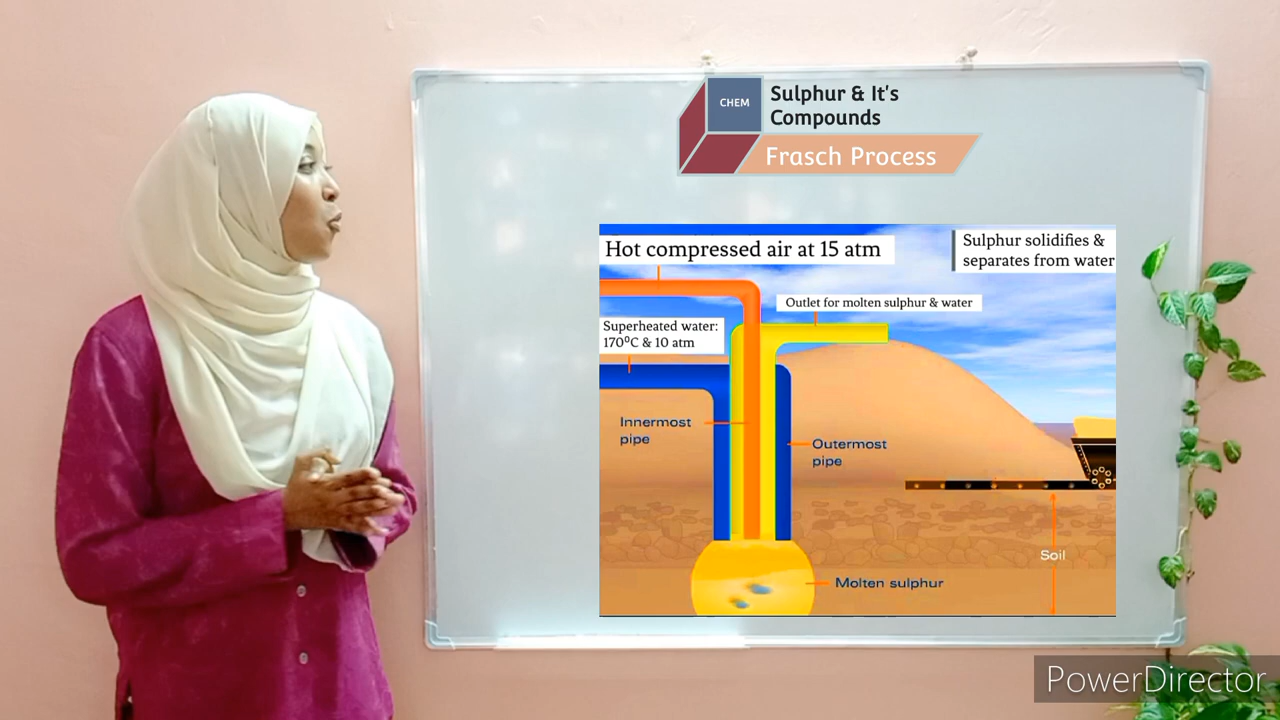 CHEM
Sulphur & It's
Compounds
Frasch Process
Hot compressed air at 15 atm
Sulphur solidifies &
separates from water
Outlet for molten sulphur & water
Superheated water:
170⁰C & 10 atm
Innermost
pipe
Outermost
pipe
Soil
Molten sulphur
PowerDirector